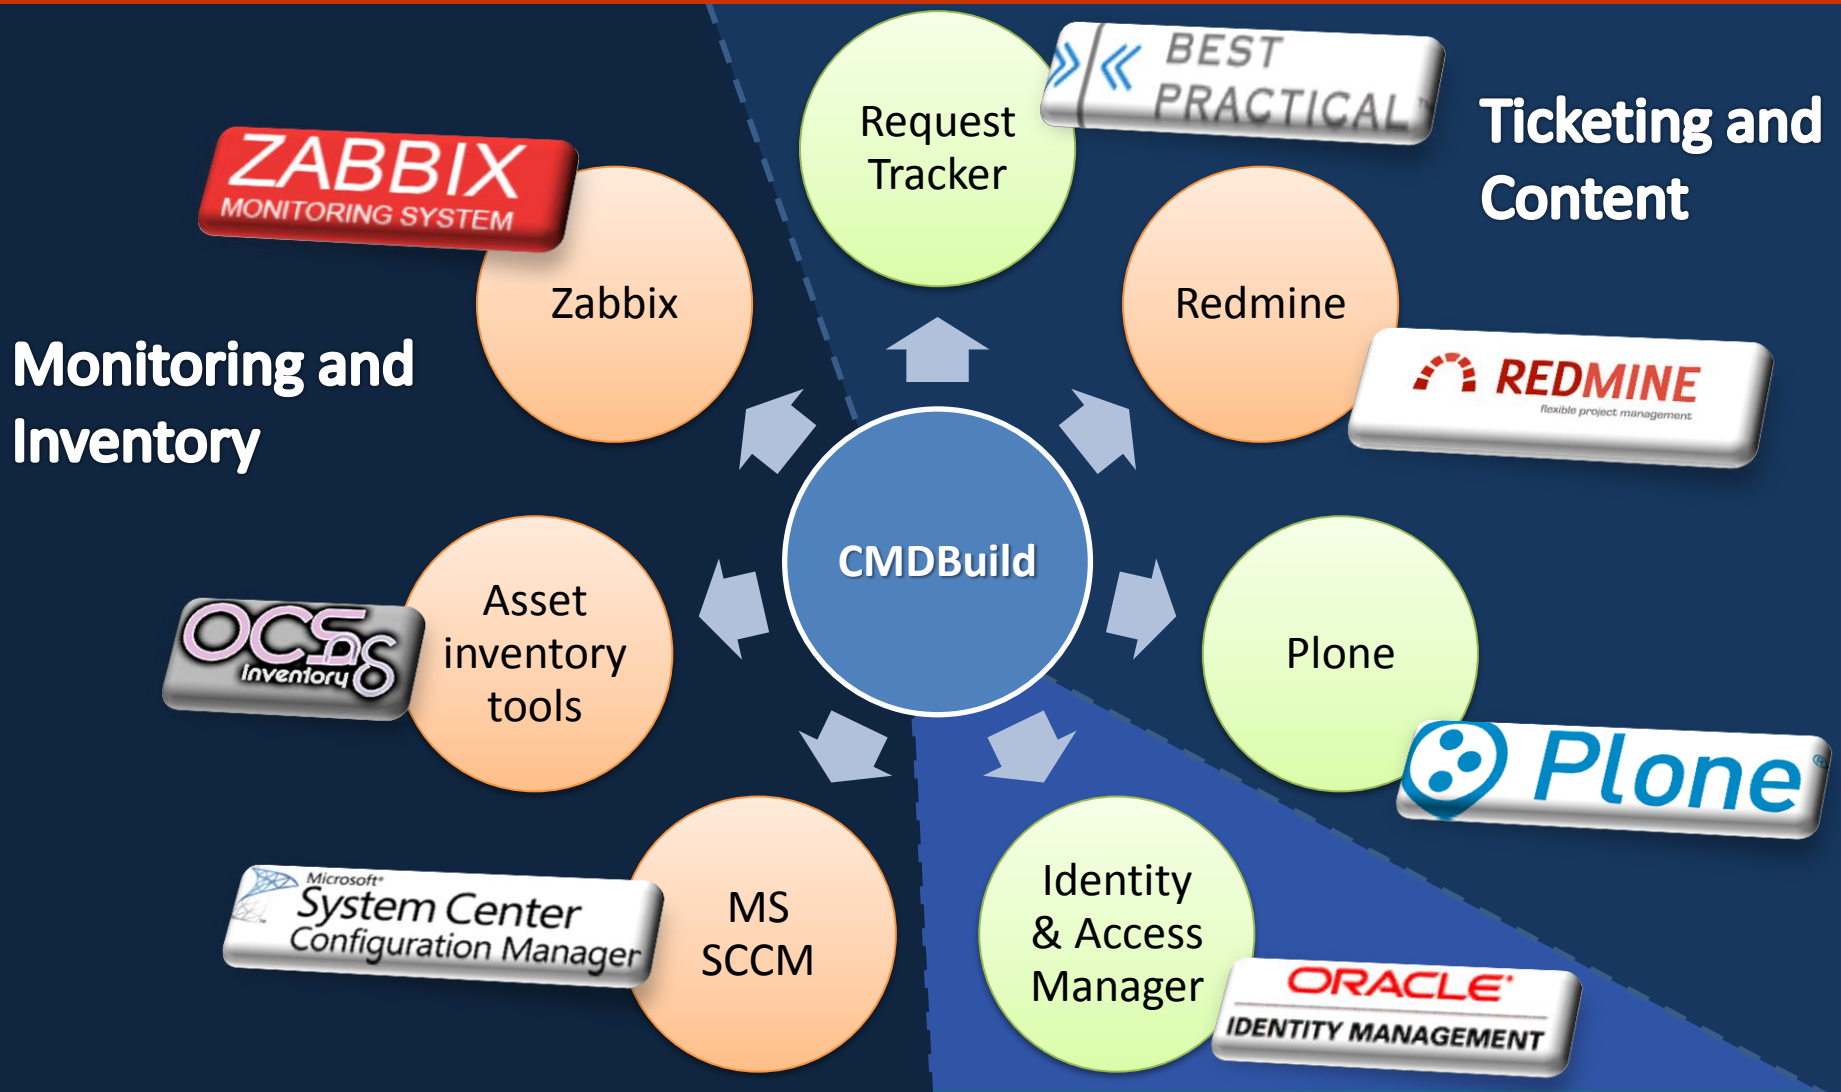 Request
Tracker
BEST
PRACTICAL™
Ticketing and
Content
ZABBIX
MONITORING SYSTEM
Zabbix
Redmine
REDMINE
flexible project management
Monitoring and
Inventory
CMDBuild
Asset
inventory
tools
OCSng
inventory
Plone
Plone®
MS
SCCM
Microsoft®
System Center
Configuration Manager
Identity
& Access
Manager
ORACLE®
IDENTITY MANAGEMENT